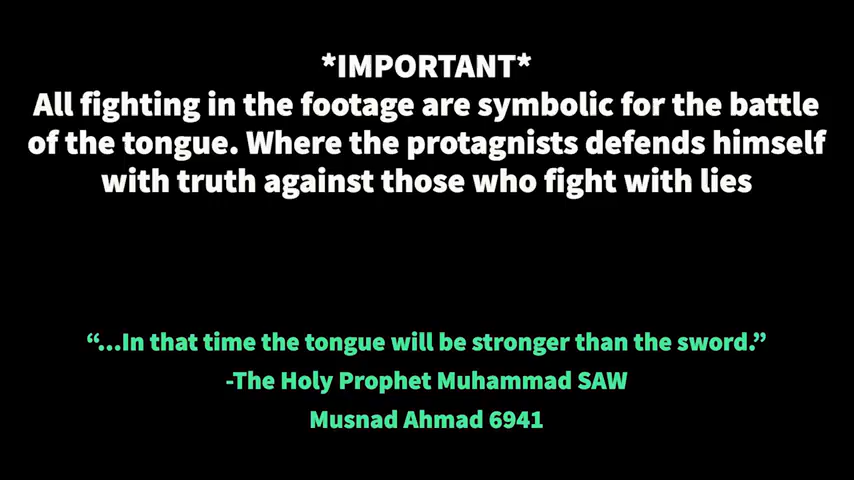 *IMPORTANT*
All fighting in the footage are symbolic for the battle
of the tongue. Where the protagnists defends himself
with truth against those who fight with lies
“...In that time the tongue will be stronger than the sword.”
-The Holy Prophet Muhammad SAW
Musnad Ahmad 6941